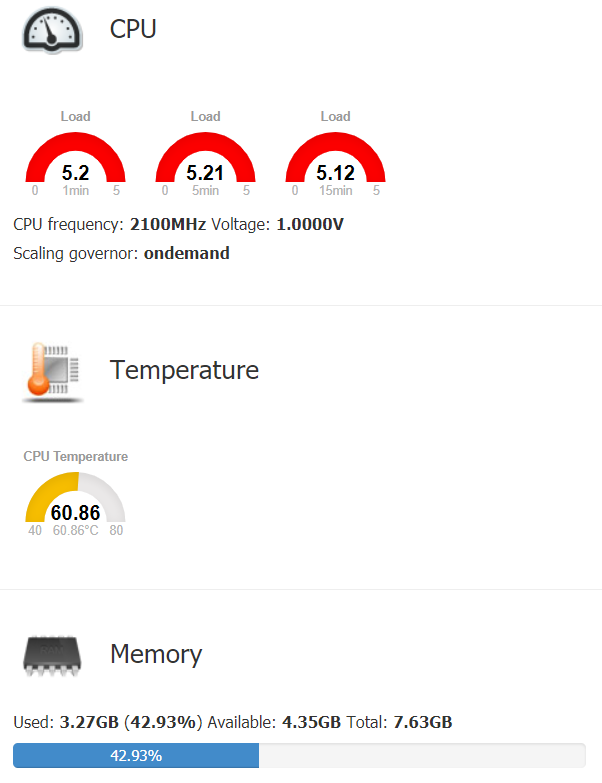 CPU
Load Load Load
5.2 5.21 5.12
0 1min 5 0 5min 5 0 15min 5
CPU frequency: 2100MHz Voltage: 1.0000V
Scaling governor: ondemand
Temperature
CPU Temperature
60.86
40 60.86°C 80
Memory
Used: 3.27GB (42.93%) Available: 4.35GB Total: 7.63GB
42.93%